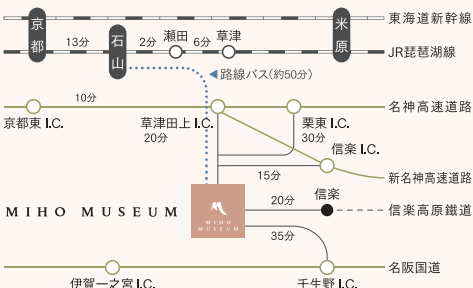 東海道新幹線
京都
米原
石山
瀬田
草津
13分
2分
6分
JR琵琶湖線
路線バス(約50分)
10分
名神高速道路
京都東 I.C.
草津田上 I.C.
20分
栗東 I.C.
30分
信楽 I.C.
15分
新名神高速道路
MIHO MUSEUM
MIHO
MUSEUM
20分
信楽
信楽高原鐵道
35分
名阪国道
伊賀一之宮 I.C.
壬生野 I.C.